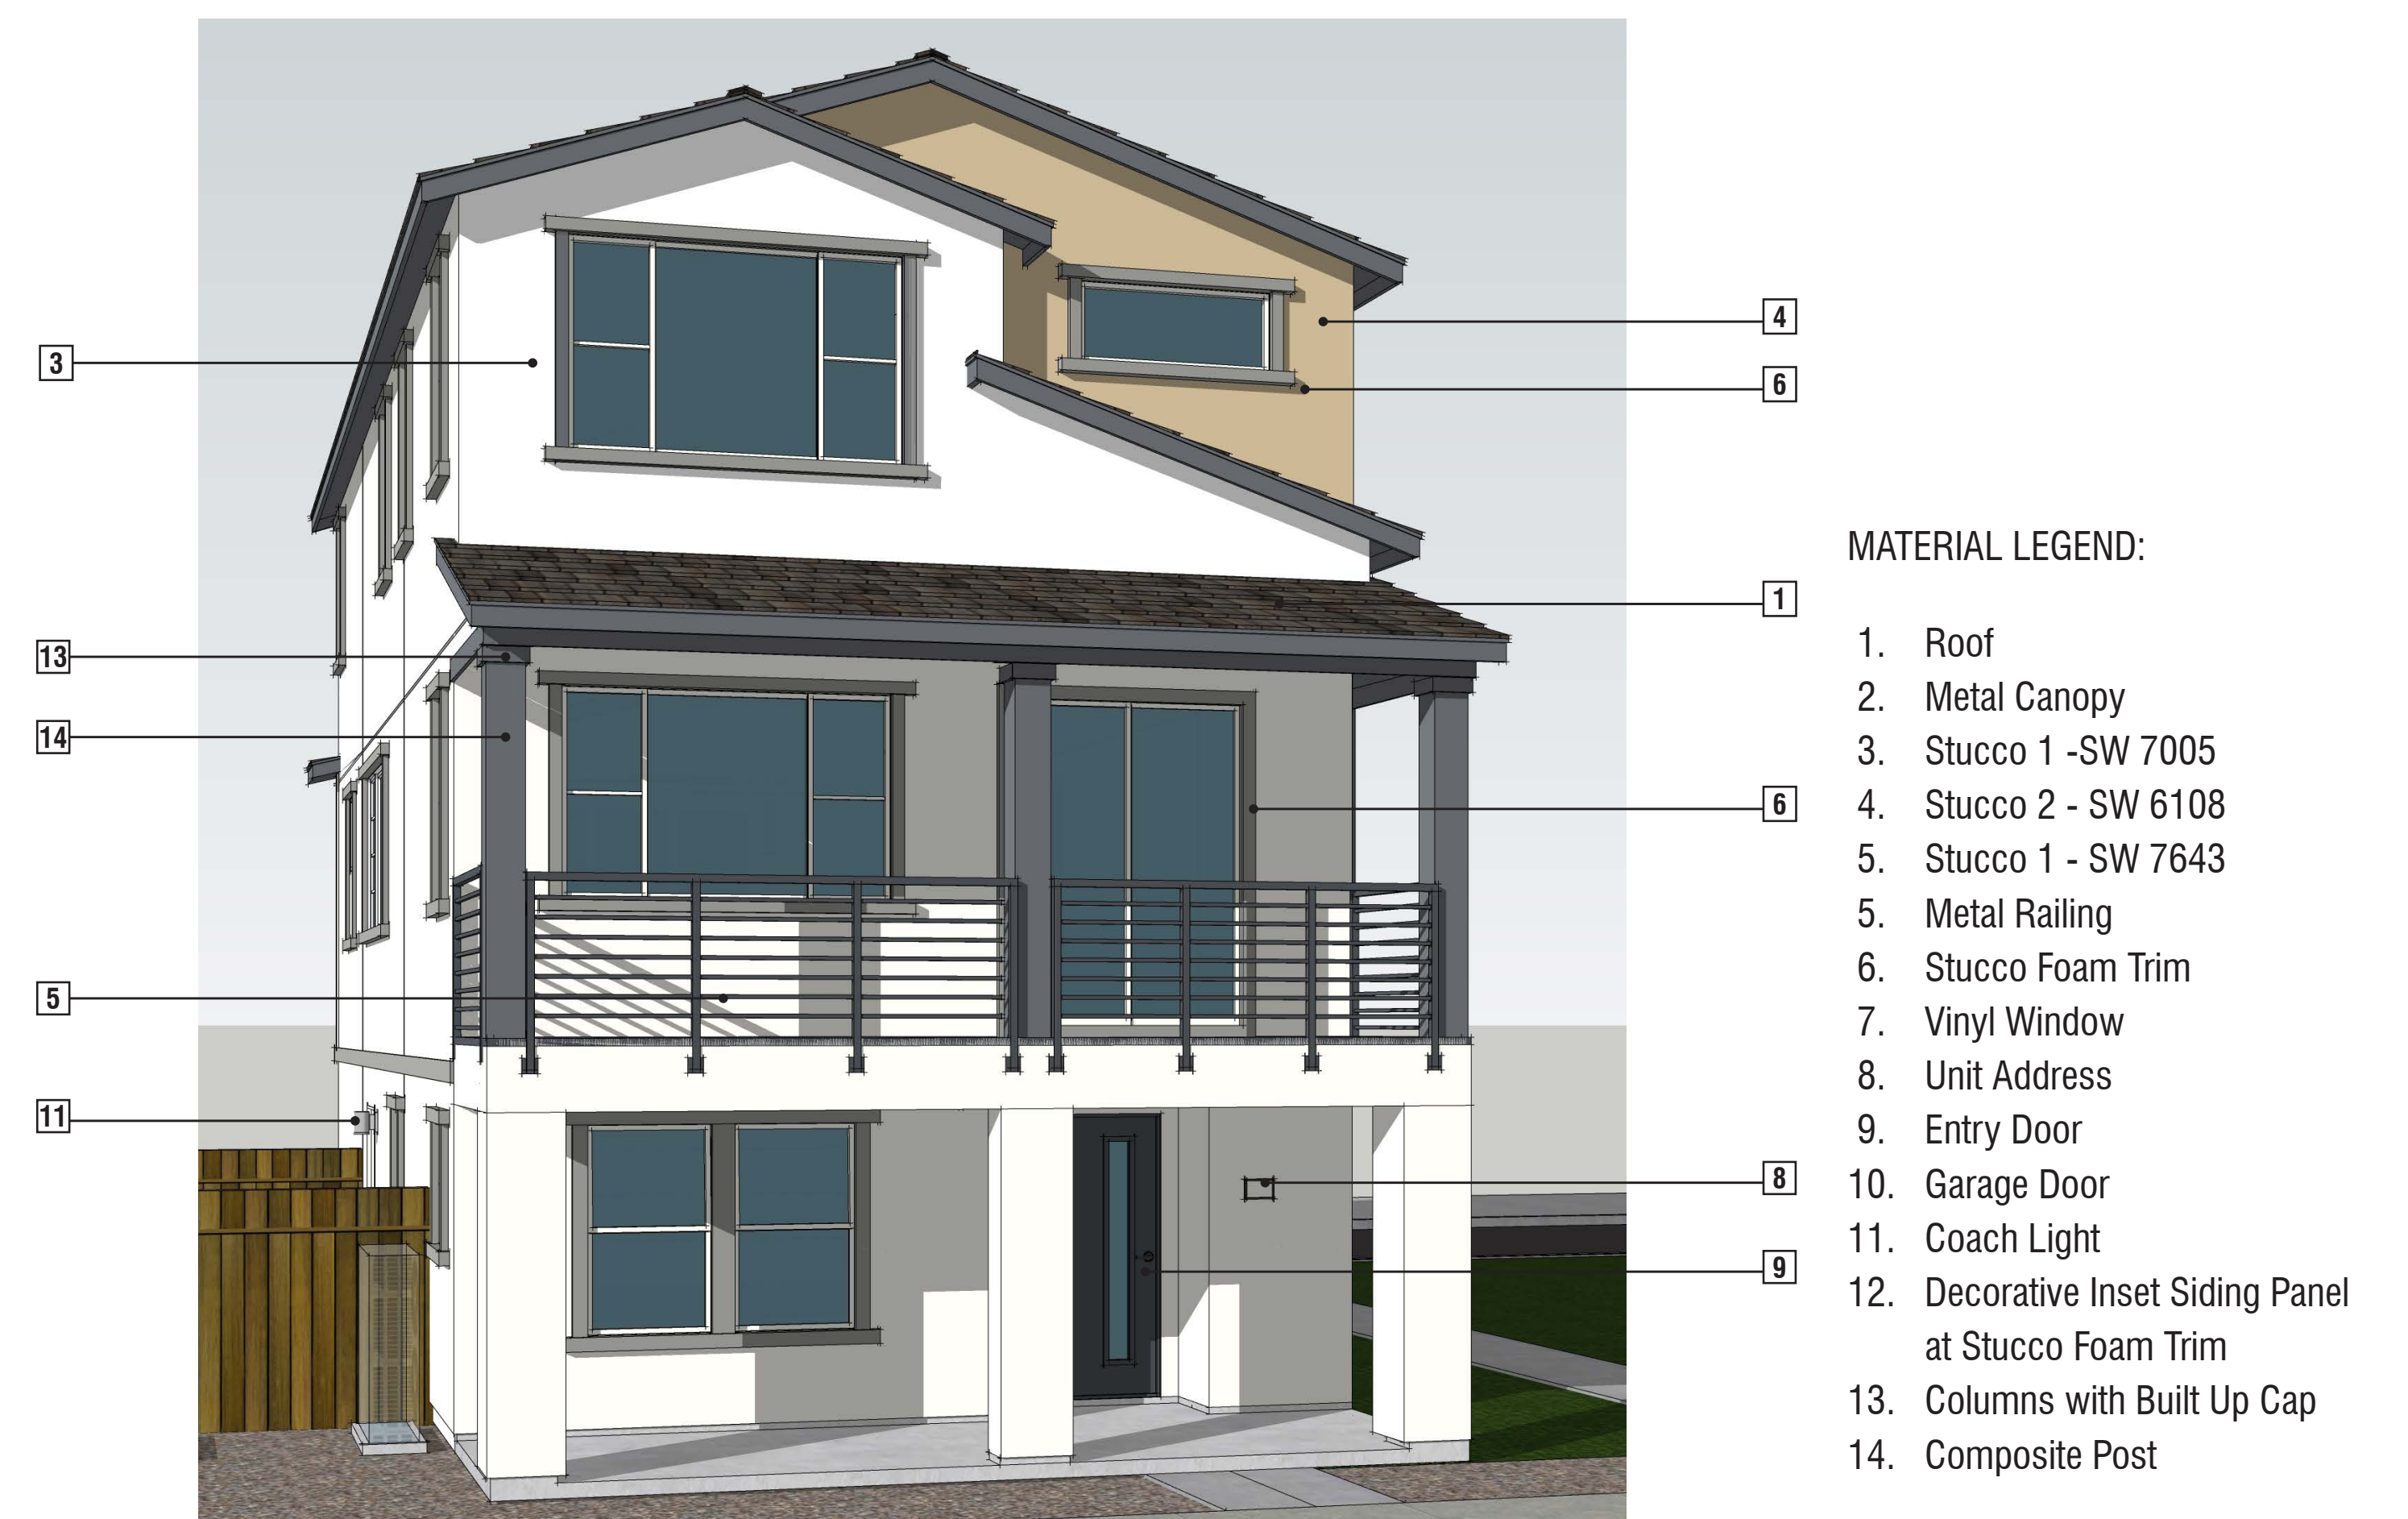 3
13
14
5
11
4
6
1
6
8
9
MATERIAL LEGEND:
1. Roof
2. Metal Canopy
3. Stucco 1 -SW 7005
4. Stucco 2 - SW 6108
5. Stucco 1 - SW 7643
5. Metal Railing
6. Stucco Foam Trim
7. Vinyl Window
8. Unit Address
9. Entry Door
10. Garage Door
11. Coach Light
12. Decorative Inset Siding Panel
at Stucco Foam Trim
13. Columns with Built Up Cap
14. Composite Post